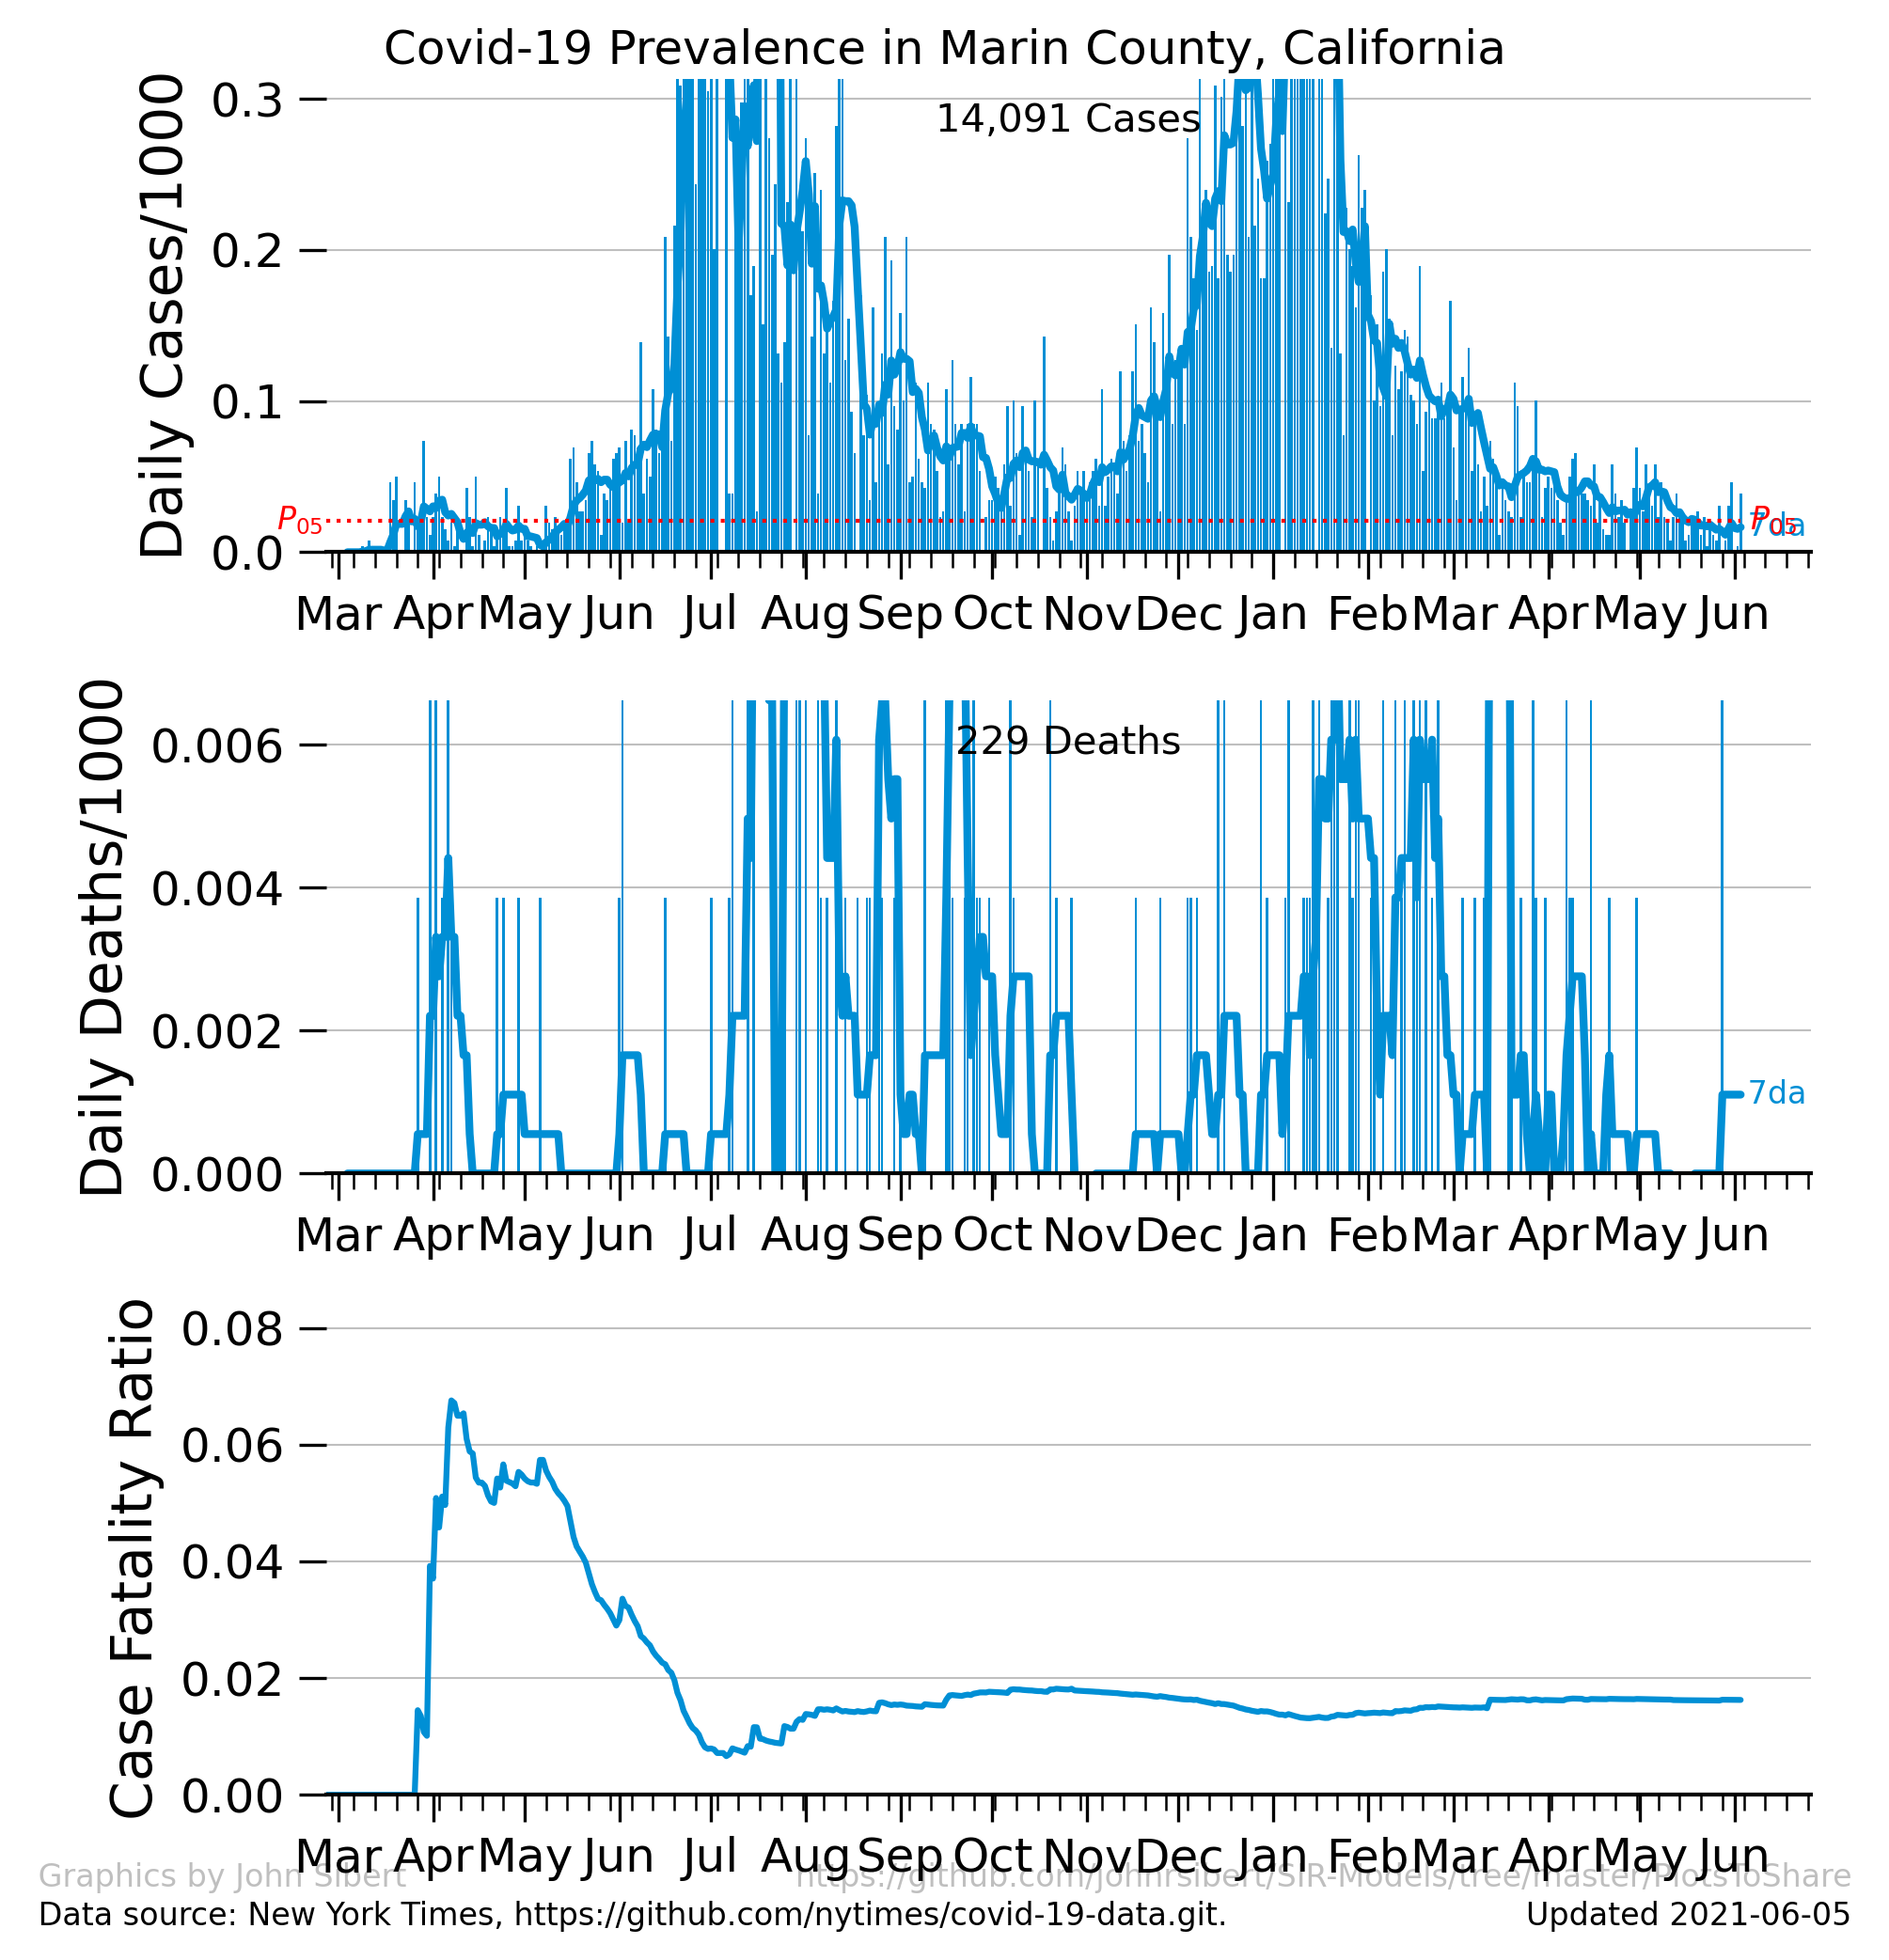 Covid-19 Prevalence in Marin County, California
Daily Cases/1000
0.3
0.2
0.1
0.0
14,091 Cases
P05
P05
7da
Mar Apr May Jun Jul Aug Sep Oct Nov Dec Jan Feb Mar Apr May Jun
Daily Deaths/1000
0.006
0.004
0.002
0.000
229 Deaths
7da
Mar Apr May Jun Jul Aug Sep Oct Nov Dec Jan Feb Mar Apr May Jun
Case Fatality Ratio
0.08
0.06
0.04
0.02
0.00
Mar Apr May Jun Jul Aug Sep Oct Nov Dec Jan Feb Mar Apr May Jun
Graphics by John Sibert https://github.com/johnrsibert/SIR-Models/tree/master/PlotsToShare
Data source: New York Times, https://github.com/nytimes/covid-19-data.git. Updated 2021-06-05